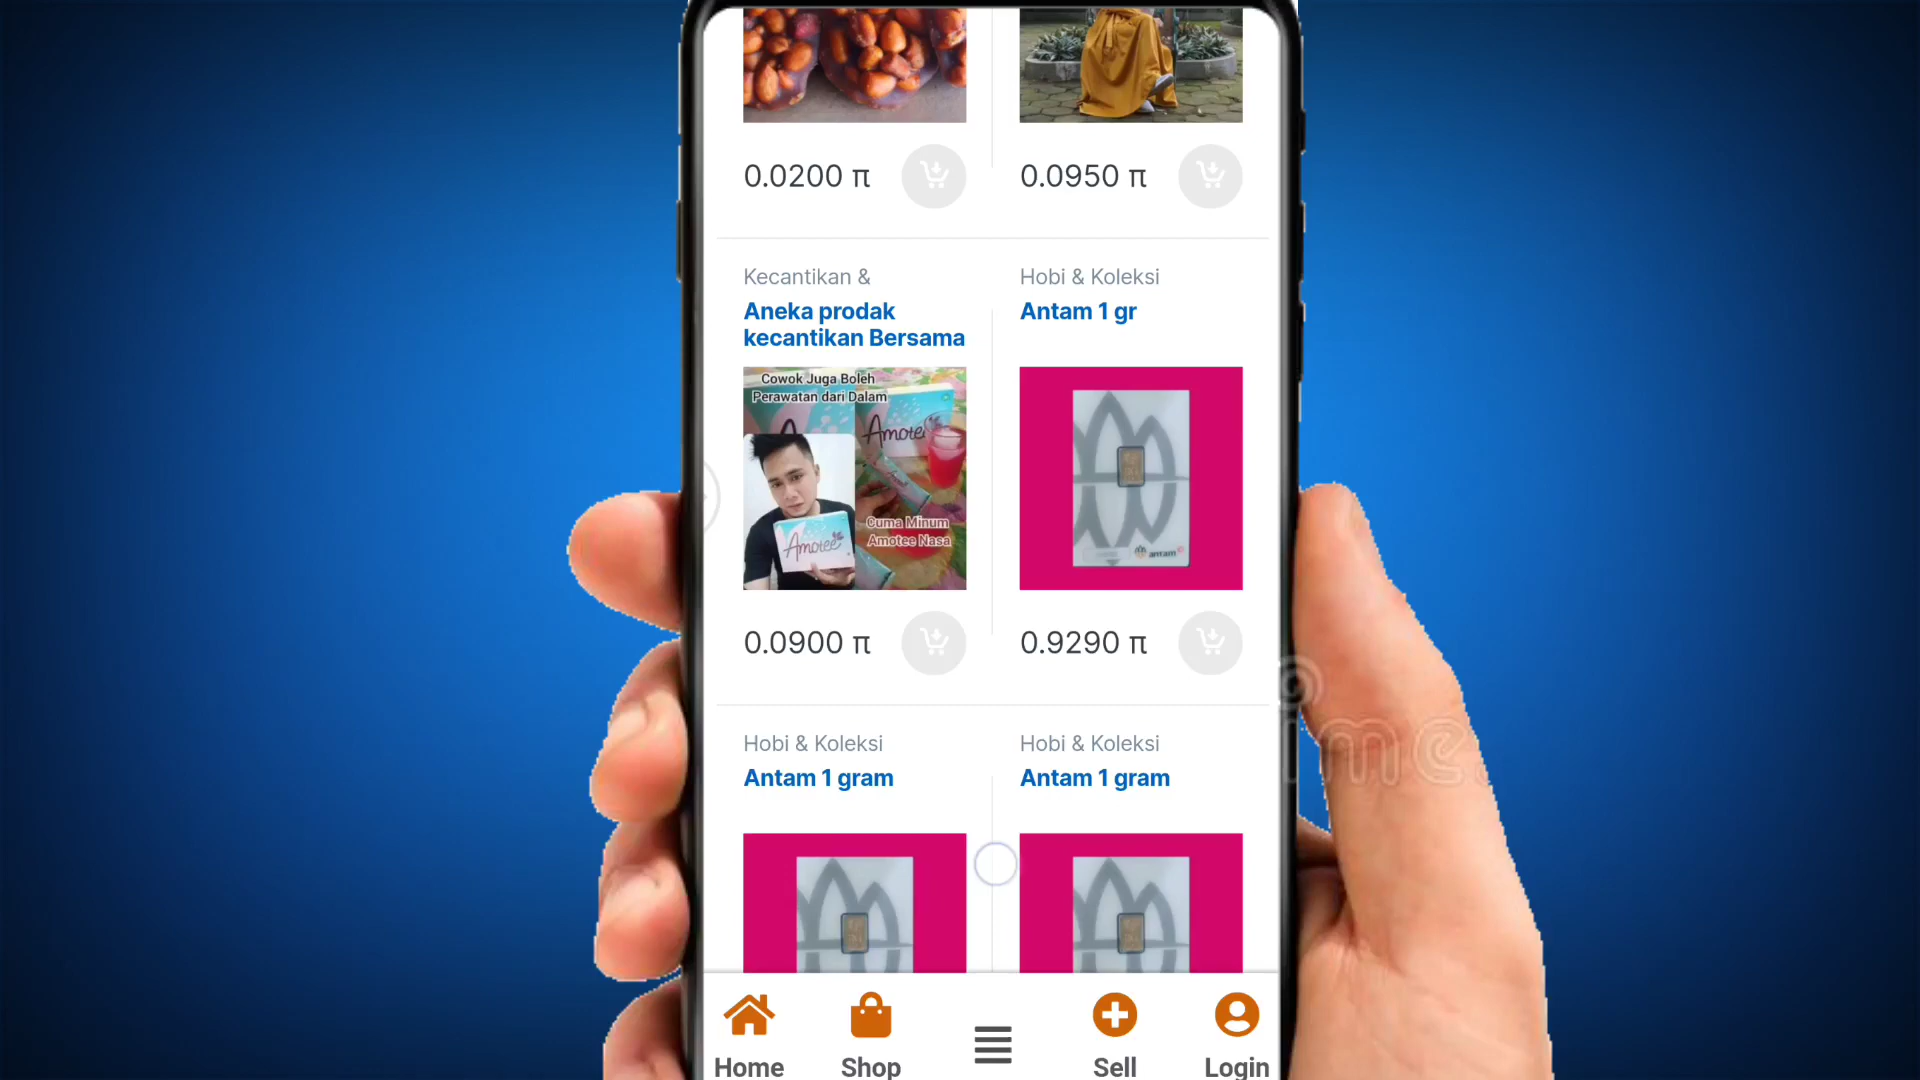 0.0200 π
0.0950 π
Kecantikan &
Aneka prodak
kecantikan Bersama
Hobi & Koleksi
Antam 1 gr
Cowok Juga Boleh
Perawatan dari Dalam
Amotee
Amotee
Cuma Minum
Amotee Nasa
antam
0.0900 π
0.9290 π
Hobi & Koleksi
Antam 1 gram
Hobi & Koleksi
Antam 1 gram
Home
Shop
Sell
Login